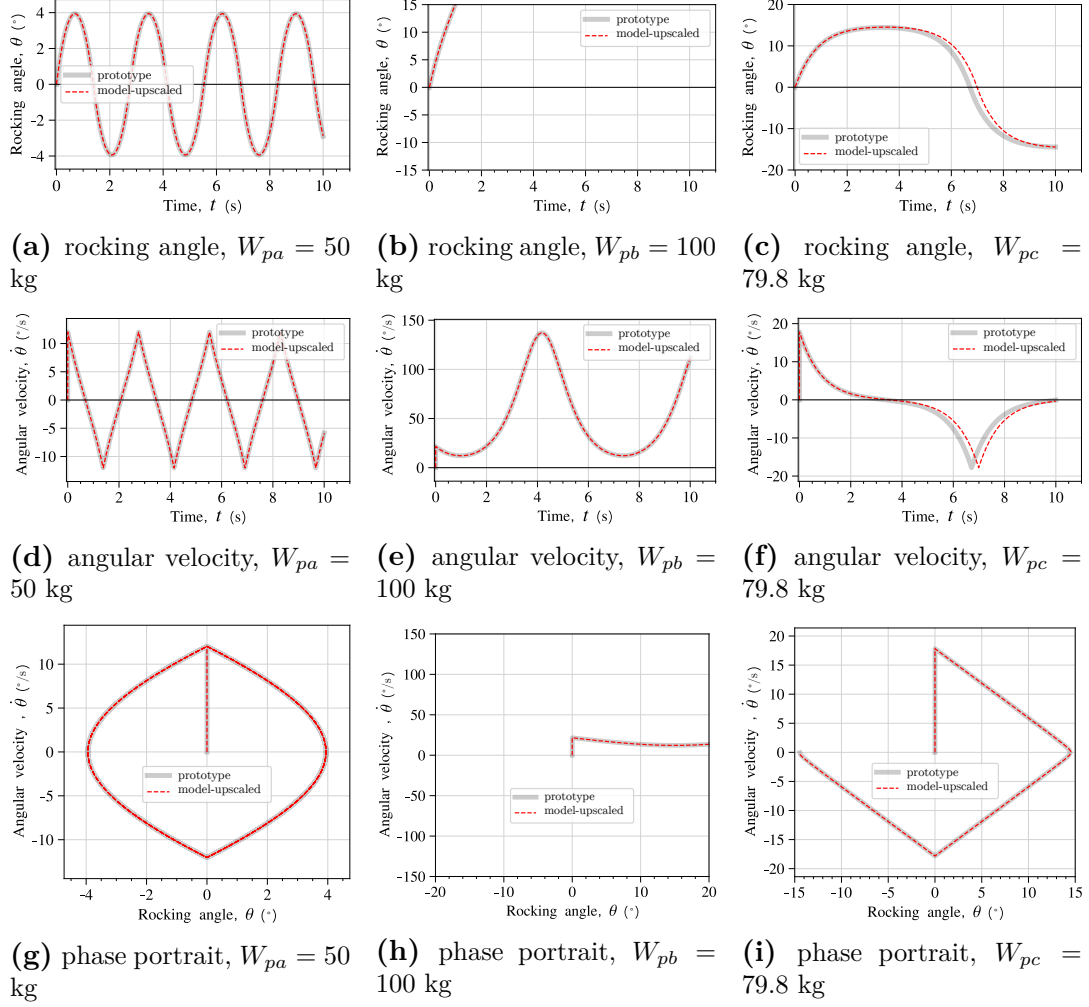 4
2
0
-2
-4
Rocking angle, θ (°)
prototype
model-upscaled
0 2 4 6 8 10
Time, t (s)
15
10
5
0
-5
-10
-15
Rocking angle, θ (°)
prototype
model-upscaled
0 2 4 6 8 10
Time, t (s)
20
10
0
-10
-20
Rocking angle, θ (°)
prototype
model-upscaled
0 2 4 6 8 10
Time, t (s)
(a) rocking angle, W_pa = 50
kg
(b) rocking angle, W_pb = 100
kg
(c) rocking angle, W_pc =
79.8 kg
10
5
0
-5
-10
Angular velocity, θ̇ (°/s)
prototype
model-upscaled
0 2 4 6 8 10
Time, t (s)
150
100
50
0
Angular velocity, θ̇ (°/s)
prototype
model-upscaled
0 2 4 6 8 10
Time, t (s)
20
10
0
-10
-20
Angular velocity, θ̇ (°/s)
prototype
model-upscaled
0 2 4 6 8 10
Time, t (s)
(d) angular velocity, W_pa =
50 kg
(e) angular velocity, W_pb =
100 kg
(f) angular velocity, W_pc =
79.8 kg
10
5
0
-5
-10
Angular velocity , θ̇ (°/s)
prototype
model-upscaled
-4 -2 0 2 4
Rocking angle, θ (°)
150
100
50
0
-50
-100
-150
Angular velocity , θ̇ (°/s)
prototype
model-upscaled
-20 -10 0 10 20
Rocking angle, θ (°)
20
15
10
5
0
-5
-10
-15
-20
Angular velocity , θ̇ (°/s)
prototype
model-upscaled
-15 -10 -5 0 5 10 15
Rocking angle, θ (°)
(g) phase portrait, W_pa = 50
kg
(h) phase portrait, W_pb =
100 kg
(i) phase portrait, W_pc =
79.8 kg